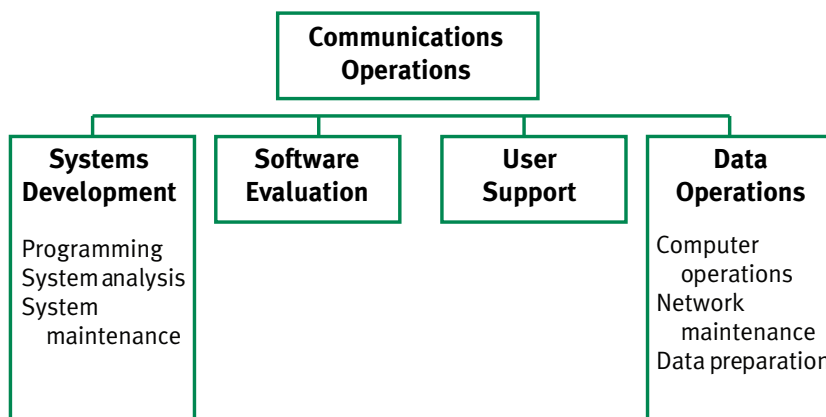 Communications
Operations
Systems
Development
Programming
System analysis
System
maintenance
Software
Evaluation
User
Support
Data
Operations
Computer
operations
Network
maintenance
Data preparation